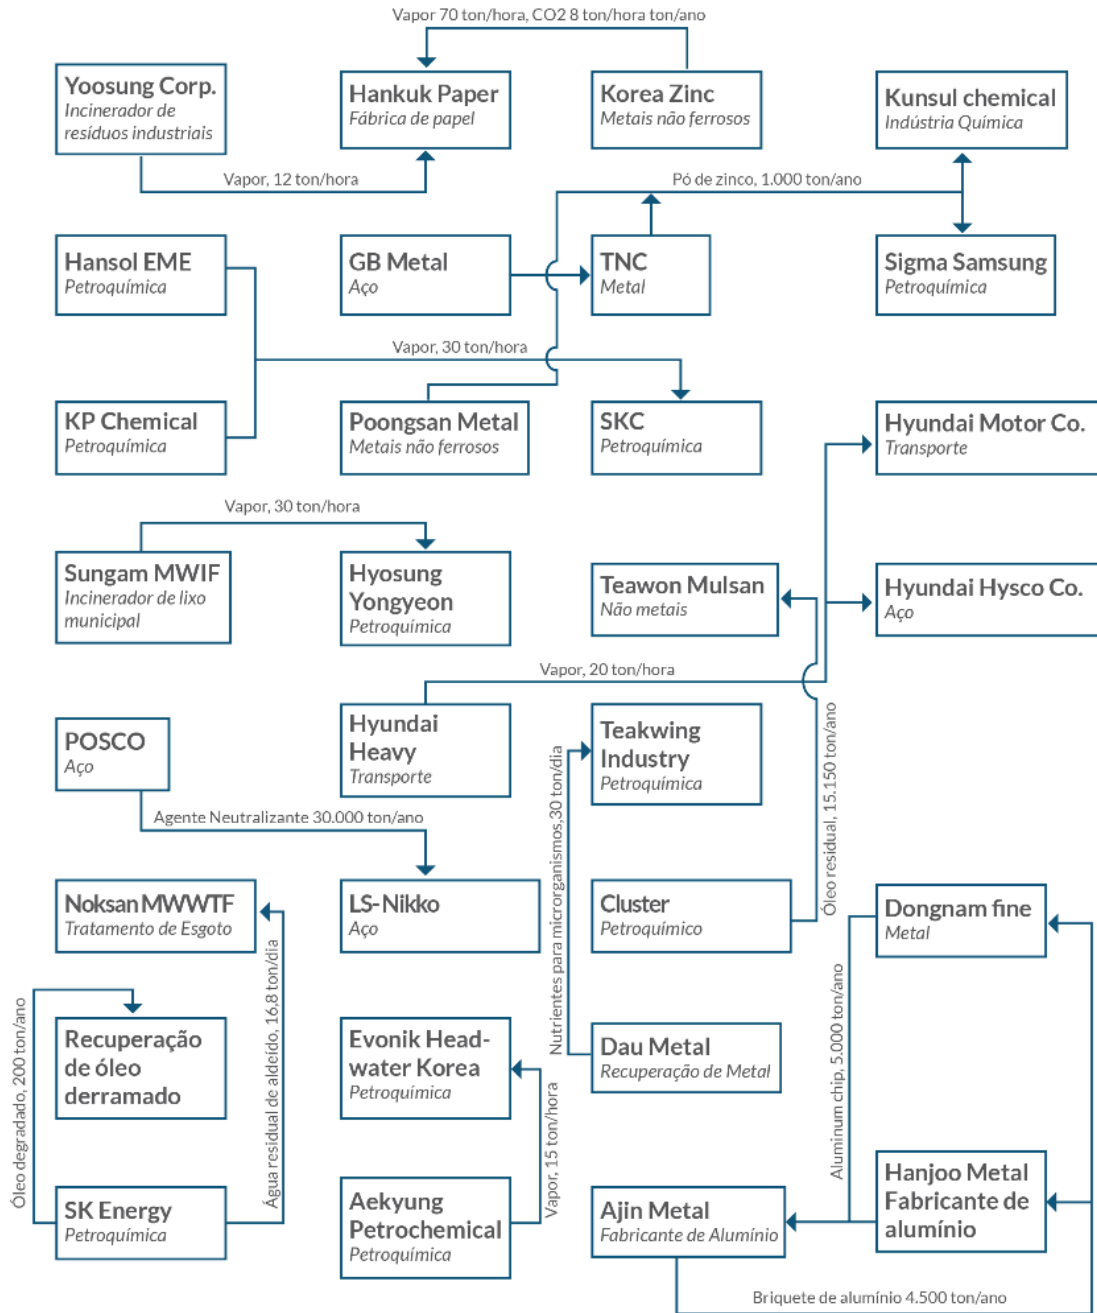 Vapor 70 ton/hora, CO2 8 ton/hora ton/ano
Yoosung Corp.
Incinerador de
resíduos industriais
Hankuk Paper
Fábrica de papel
Korea Zinc
Metais não ferrosos
Kunsul chemical
Indústria Química
Vapor, 12 ton/hora
Pó de zinco, 1.000 ton/ano
Hansol EME
Petroquímica
GB Metal
Aço
TNC
Metal
Sigma Samsung
Petroquímica
Vapor, 30 ton/hora
KP Chemical
Petroquímica
Poongsan Metal
Metais não ferrosos
SKC
Petroquímica
Hyundai Motor Co.
Transporte
Vapor, 30 ton/hora
Sungam MWIF
Incinerador de lixo
municipal
Hyosung
Yongyeon
Petroquímica
Teawon Mulsan
Não metais
Hyundai Hysco Co.
Aço
Vapor, 20 ton/hora
POSCO
Aço
Hyundai
Heavy
Transporte
Teakwing
Industry
Petroquímica
Agente Neutralizante 30.000 ton/ano
Nutrientes para microrganismos,30 ton/dia
Óleo residual, 15.150 ton/ano
Noksan MWWTF
Tratamento de Esgoto
LS-Nikko
Aço
Cluster
Petroquímico
Dongnam fine
Metal
Óleo degradado, 200 ton/ano
Água residual de aldeído, 16,8 ton/dia
Recuperação
de óleo
derramado
Evonik Head-
water Korea
Petroquímica
Dau Metal
Recuperação de Metal
Aluminum chip, 5.000 ton/ano
Vapor, 15 ton/hora
SK Energy
Petroquímica
Aekyung
Petrochemical
Petroquímica
Ajin Metal
Fabricante de Alumínio
Hanjoo Metal
Fabricante de
alumínio
Briquete de alumínio 4.500 ton/ano